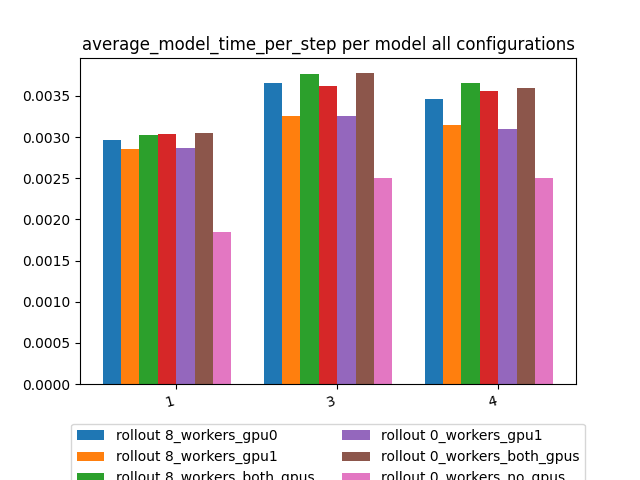 average_model_time_per_step per model all configurations
0.0035
0.0030
0.0025
0.0020
0.0015
0.0010
0.0005
0.0000
1
3
4
rollout 8_workers_gpu0
rollout 8_workers_gpu1
rollout 8_workers_both_gpus
rollout 0_workers_gpu1
rollout 0_workers_both_gpus
rollout 0_workers_no_gpus